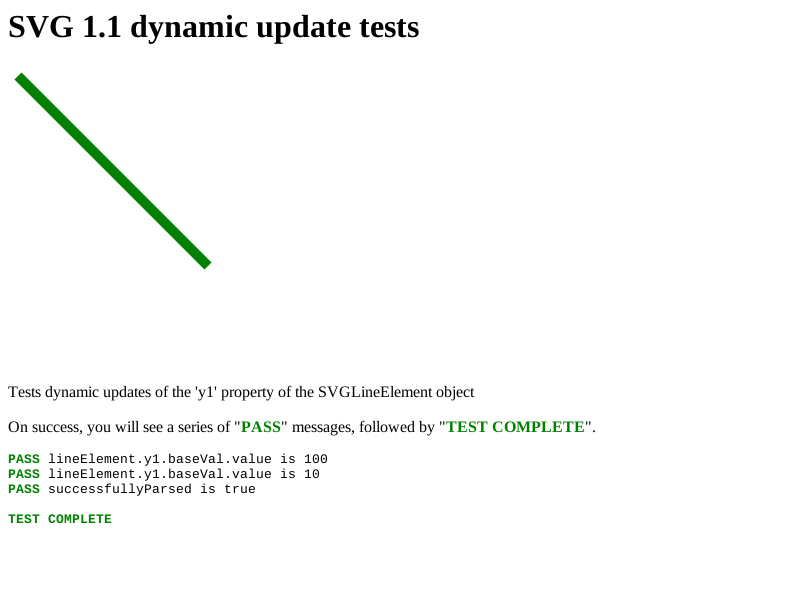 SVG 1.1 dynamic update tests
Tests dynamic updates of the 'y1' property of the SVGLineElement object
On success, you will see a series of "PASS" messages, followed by "TEST COMPLETE".
PASS lineElement.y1.baseVal.value is 100
PASS lineElement.y1.baseVal.value is 10
PASS successfullyParsed is true
TEST COMPLETE